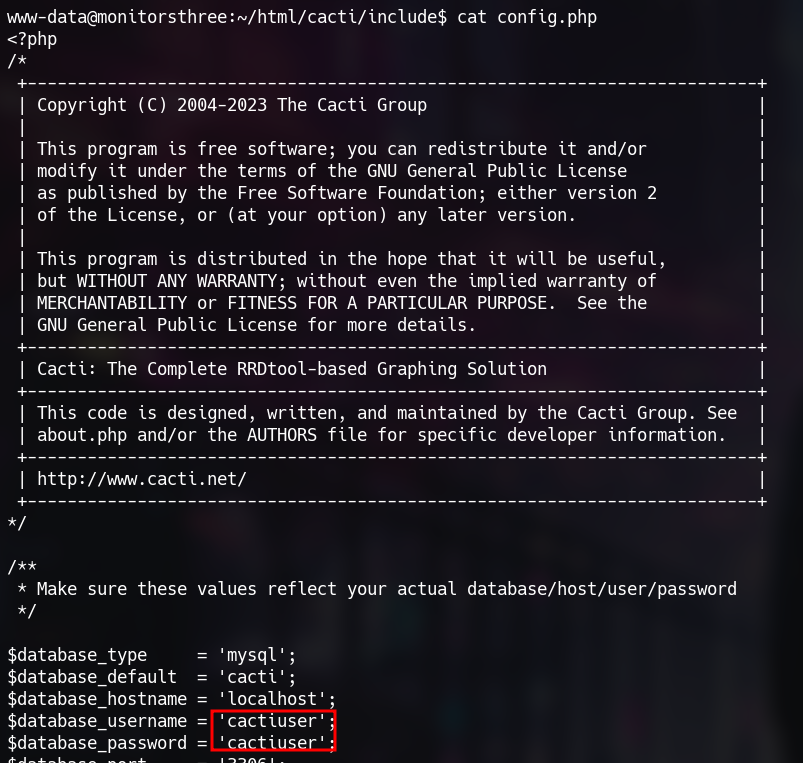 www-data@monitorsthree:~/html/cacti/include$ cat config.php
<?php
/*
 +-------------------------------------------------------------------------+
 | Copyright (C) 2004-2023 The Cacti Group                                 |
 |                                                                         |
 | This program is free software; you can redistribute it and/or           |
 | modify it under the terms of the GNU General Public License             |
 | as published by the Free Software Foundation; either version 2          |
 | of the License, or (at your option) any later version.                  |
 |                                                                         |
 | This program is distributed in the hope that it will be useful,         |
 | but WITHOUT ANY WARRANTY; without even the implied warranty of          |
 | MERCHANTABILITY or FITNESS FOR A PARTICULAR PURPOSE.  See the           |
 | GNU General Public License for more details.                            |
 +-------------------------------------------------------------------------+
 | Cacti: The Complete RRDtool-based Graphing Solution                     |
 +-------------------------------------------------------------------------+
 | This code is designed, written, and maintained by the Cacti Group. See  |
 | about.php and/or the AUTHORS file for specific developer information.   |
 +-------------------------------------------------------------------------+
 | http://www.cacti.net/                                                   |
 +-------------------------------------------------------------------------+
*/

/**
 * Make sure these values reflect your actual database/host/user/password
 */

$database_type     = 'mysql';
$database_default  = 'cacti';
$database_hostname = 'localhost';
$database_username = 'cactiuser';
$database_password = 'cactiuser';
$database_port     = '3306';